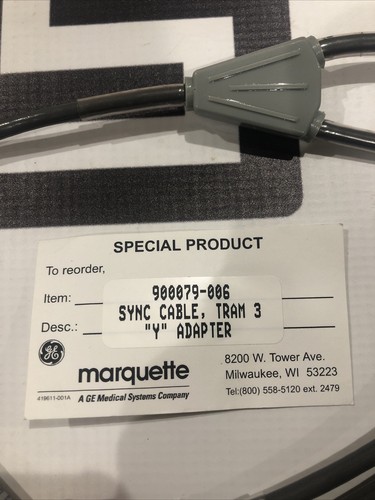 SPECIAL PRODUCT
To reorder,
Item: 900079-006
Desc.: SYNC CABLE, TRAM 3
"Y" ADAPTER
GE
marquette
A GE Medical Systems Company
8200 W. Tower Ave.
Milwaukee, WI 53223
Tel:(800) 558-5120 ext. 2479
418611-001A